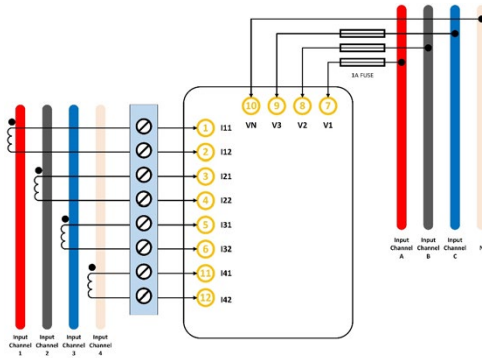 1A FUSE
10 9 8 7
VN V3 V2 V1
1 I11
2 I12
3 I21
4 I22
5 I31
6 I32
11 I41
12 I42
Input Channel A
Input Channel B
Input Channel C
N
Input Channel 1
Input Channel 2
Input Channel 3
Input Channel 4